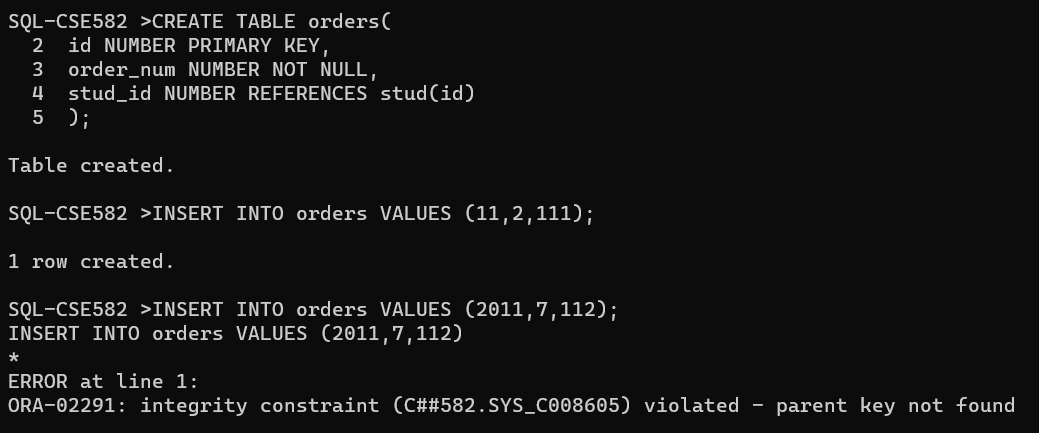 SQL-CSE582 >CREATE TABLE orders(
  2  id NUMBER PRIMARY KEY,
  3  order_num NUMBER NOT NULL,
  4  stud_id NUMBER REFERENCES stud(id)
  5  );
Table created.
SQL-CSE582 >INSERT INTO orders VALUES (11,2,111);
1 row created.
SQL-CSE582 >INSERT INTO orders VALUES (2011,7,112);
INSERT INTO orders VALUES (2011,7,112)
*
ERROR at line 1:
ORA-02291: integrity constraint (C##582.SYS_C008605) violated - parent key not found